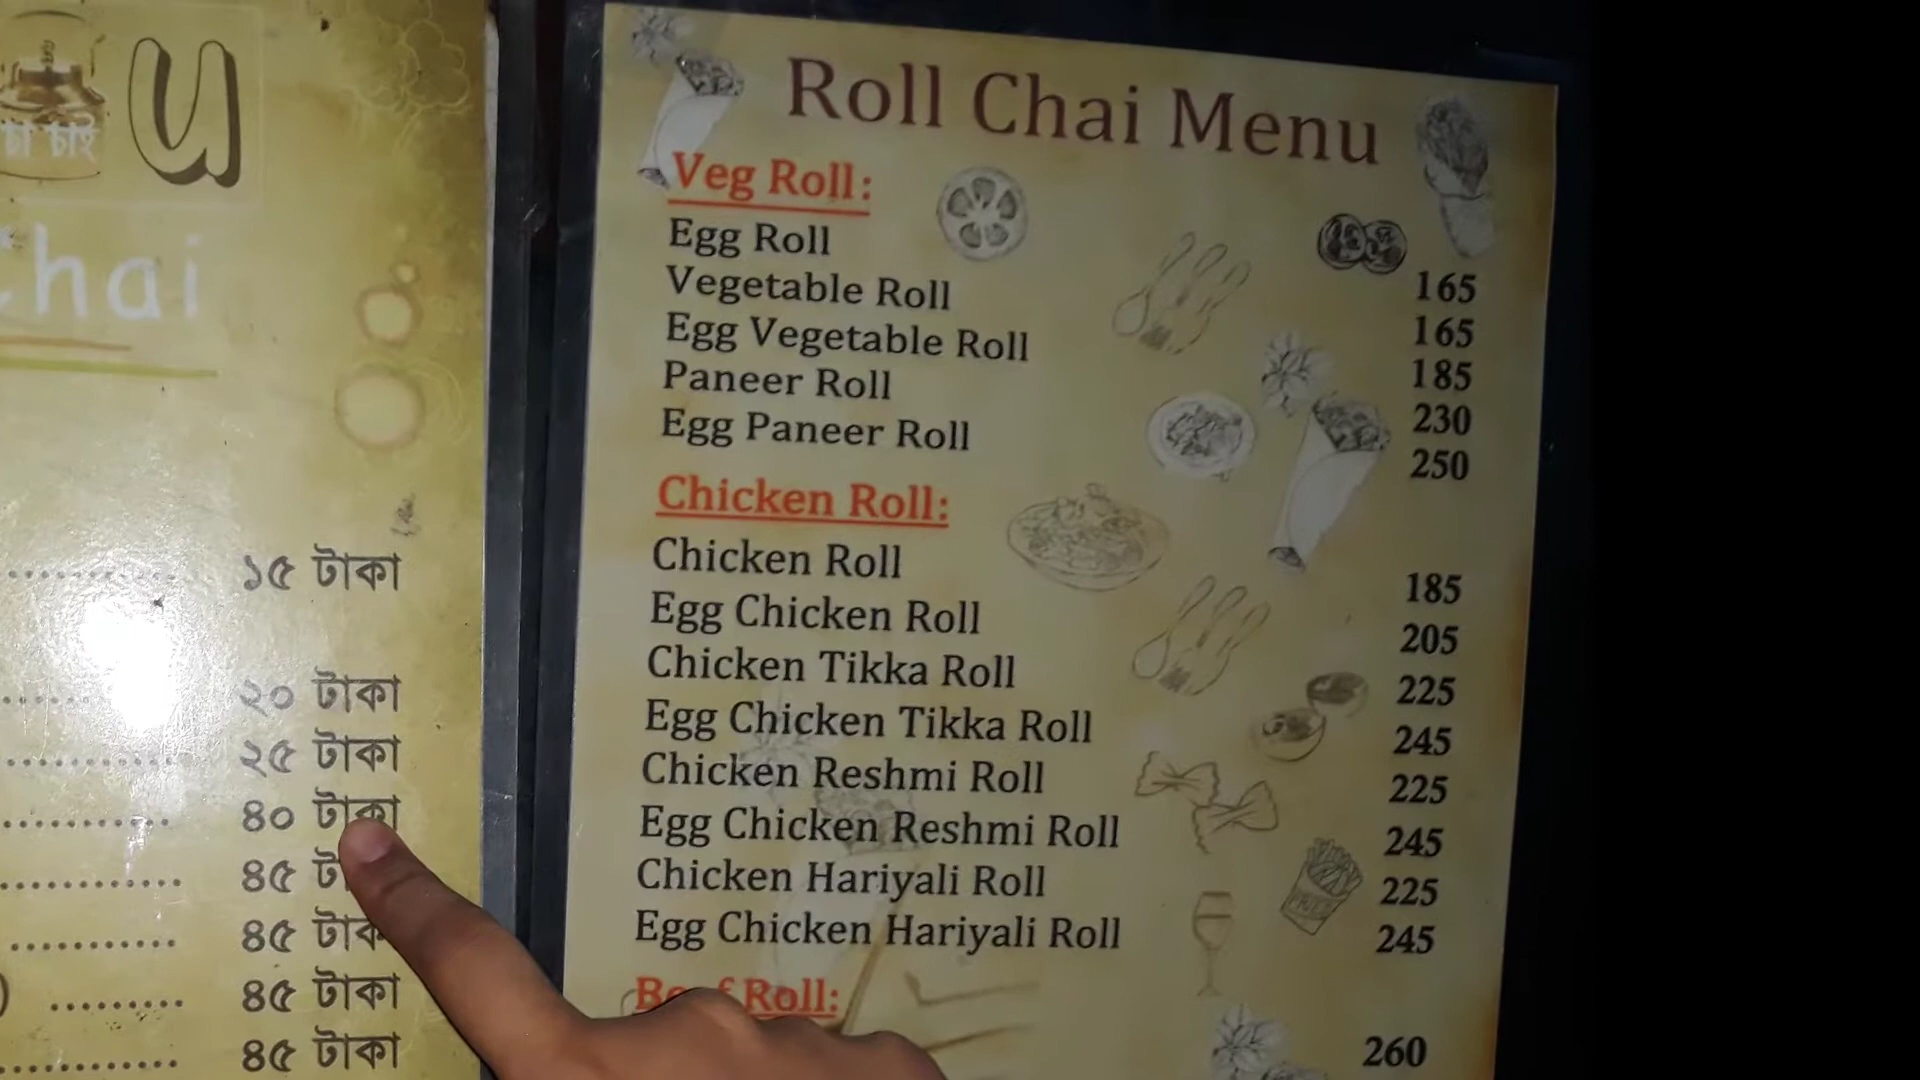 টা চাই
chai
১৫ টাকা
২০ টাকা
২৫ টাকা
৪০ টাকা
৪৫
৪৫
৪৫ টাকা
৪৫ টাকা
Roll Chai Menu
Veg Roll:
Egg Roll 165
Vegetable Roll 165
Egg Vegetable Roll 185
Paneer Roll 230
Egg Paneer Roll 250
Chicken Roll:
Chicken Roll 185
Egg Chicken Roll 205
Chicken Tikka Roll 225
Egg Chicken Tikka Roll 245
Chicken Reshmi Roll 225
Egg Chicken Reshmi Roll 245
Chicken Hariyali Roll 225
Egg Chicken Hariyali Roll 245
Beef Roll:
260